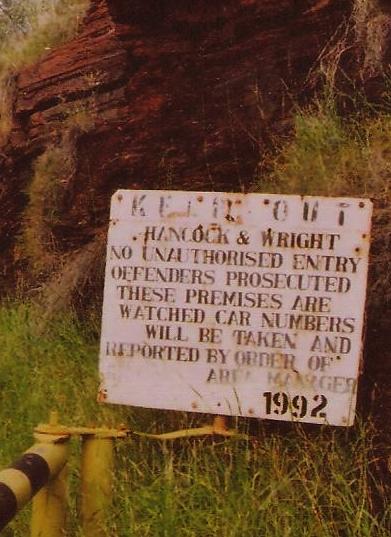 KEEP OUT
HANCOCK & WRIGHT
NO UNAUTHORISED ENTRY
OFFENDERS PROSECUTED
THESE PREMISES ARE
WATCHED CAR NUMBERS
WILL BE TAKEN AND
REPORTED BY ORDER OF
AREA MANAGER
1992